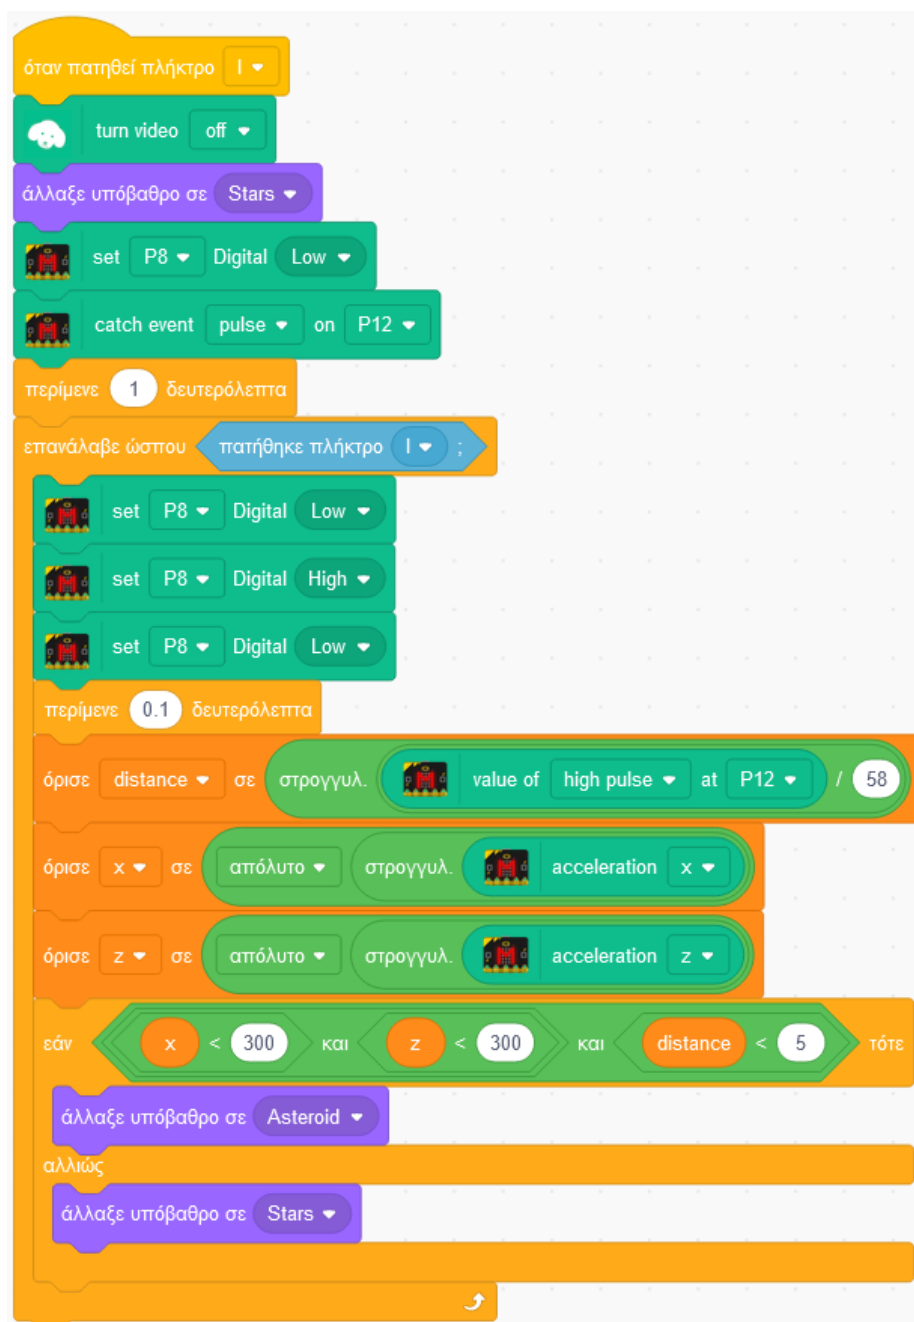 όταν πατηθεί πλήκτρο l
turn video off
άλλαξε υπόβαθρο σε Stars
set P8 Digital Low
catch event pulse on P12
περίμενε 1 δευτερόλεπτα
επανάλαβε ώσπου πατήθηκε πλήκτρο l ;
set P8 Digital Low
set P8 Digital High
set P8 Digital Low
περίμενε 0.1 δευτερόλεπτα
όρισε distance σε στρογγυλ. value of high pulse at P12 / 58
όρισε x σε απόλυτο στρογγυλ. acceleration x
όρισε z σε απόλυτο στρογγυλ. acceleration z
εάν x < 300 και z < 300 και distance < 5 τότε
άλλαξε υπόβαθρο σε Asteroid
αλλιώς
άλλαξε υπόβαθρο σε Stars